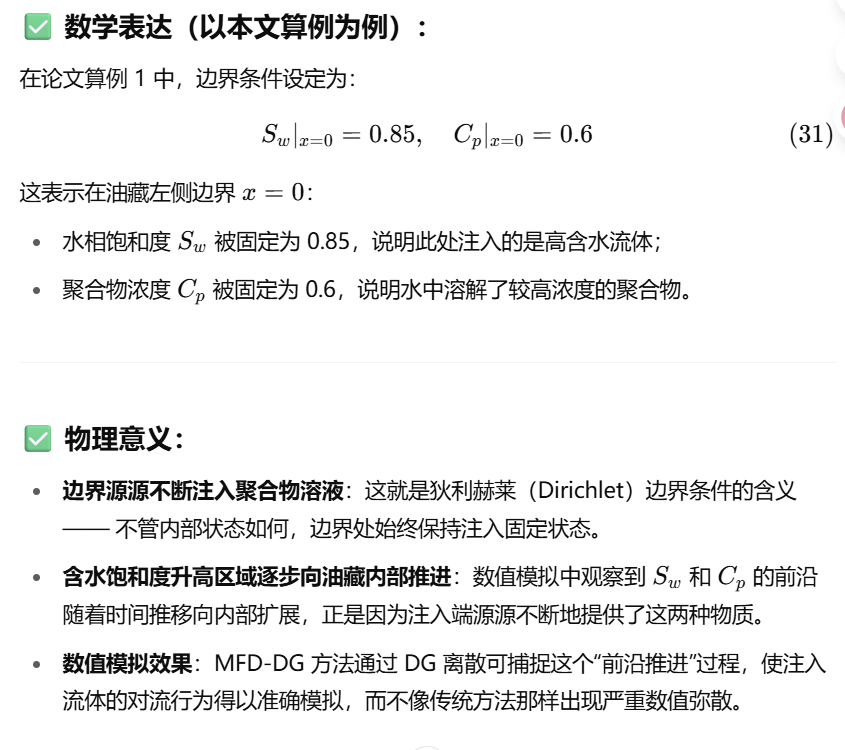 ✅ 数学表达（以本文算例为例）：
在论文算例 1 中，边界条件设定为：
S_w|_{x=0} = 0.85, C_p|_{x=0} = 0.6 (31)
这表示在油藏左侧边界 x = 0：
• 水相饱和度 S_w 被固定为 0.85，说明此处注入的是高含水流体；
• 聚合物浓度 C_p 被固定为 0.6，说明水中溶解了较高浓度的聚合物。
✅ 物理意义：
• 边界源源不断注入聚合物溶液：这就是狄利赫莱（Dirichlet）边界条件的含义
—— 不管内部状态如何，边界处始终保持注入固定状态。
• 含水饱和度升高区域逐步向油藏内部推进：数值模拟中观察到 S_w 和 C_p 的前沿
随着时间推移向内部扩展，正是因为注入端源源不断地提供了这两种物质。
• 数值模拟效果：MFD-DG 方法通过 DG 离散可捕捉这个“前沿推进”过程，使注入
流体的对流行为得以准确模拟，而不像传统方法那样出现严重数值弥散。